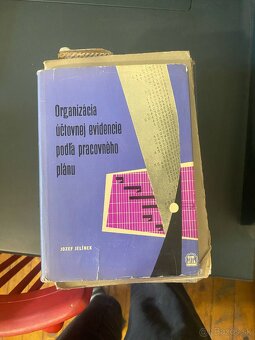 Organizácia
účtovnej evidencie
podľa pracovného
plánu
JOZEF JELÍNEK